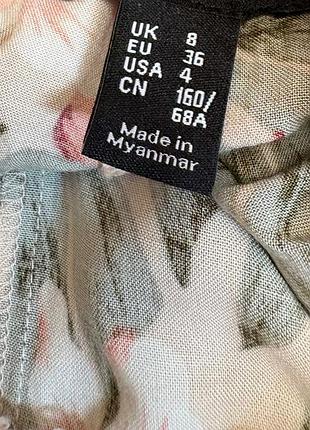 UK 8
EU 36
USA 4
CN 160/
68A
Made in
Myanmar